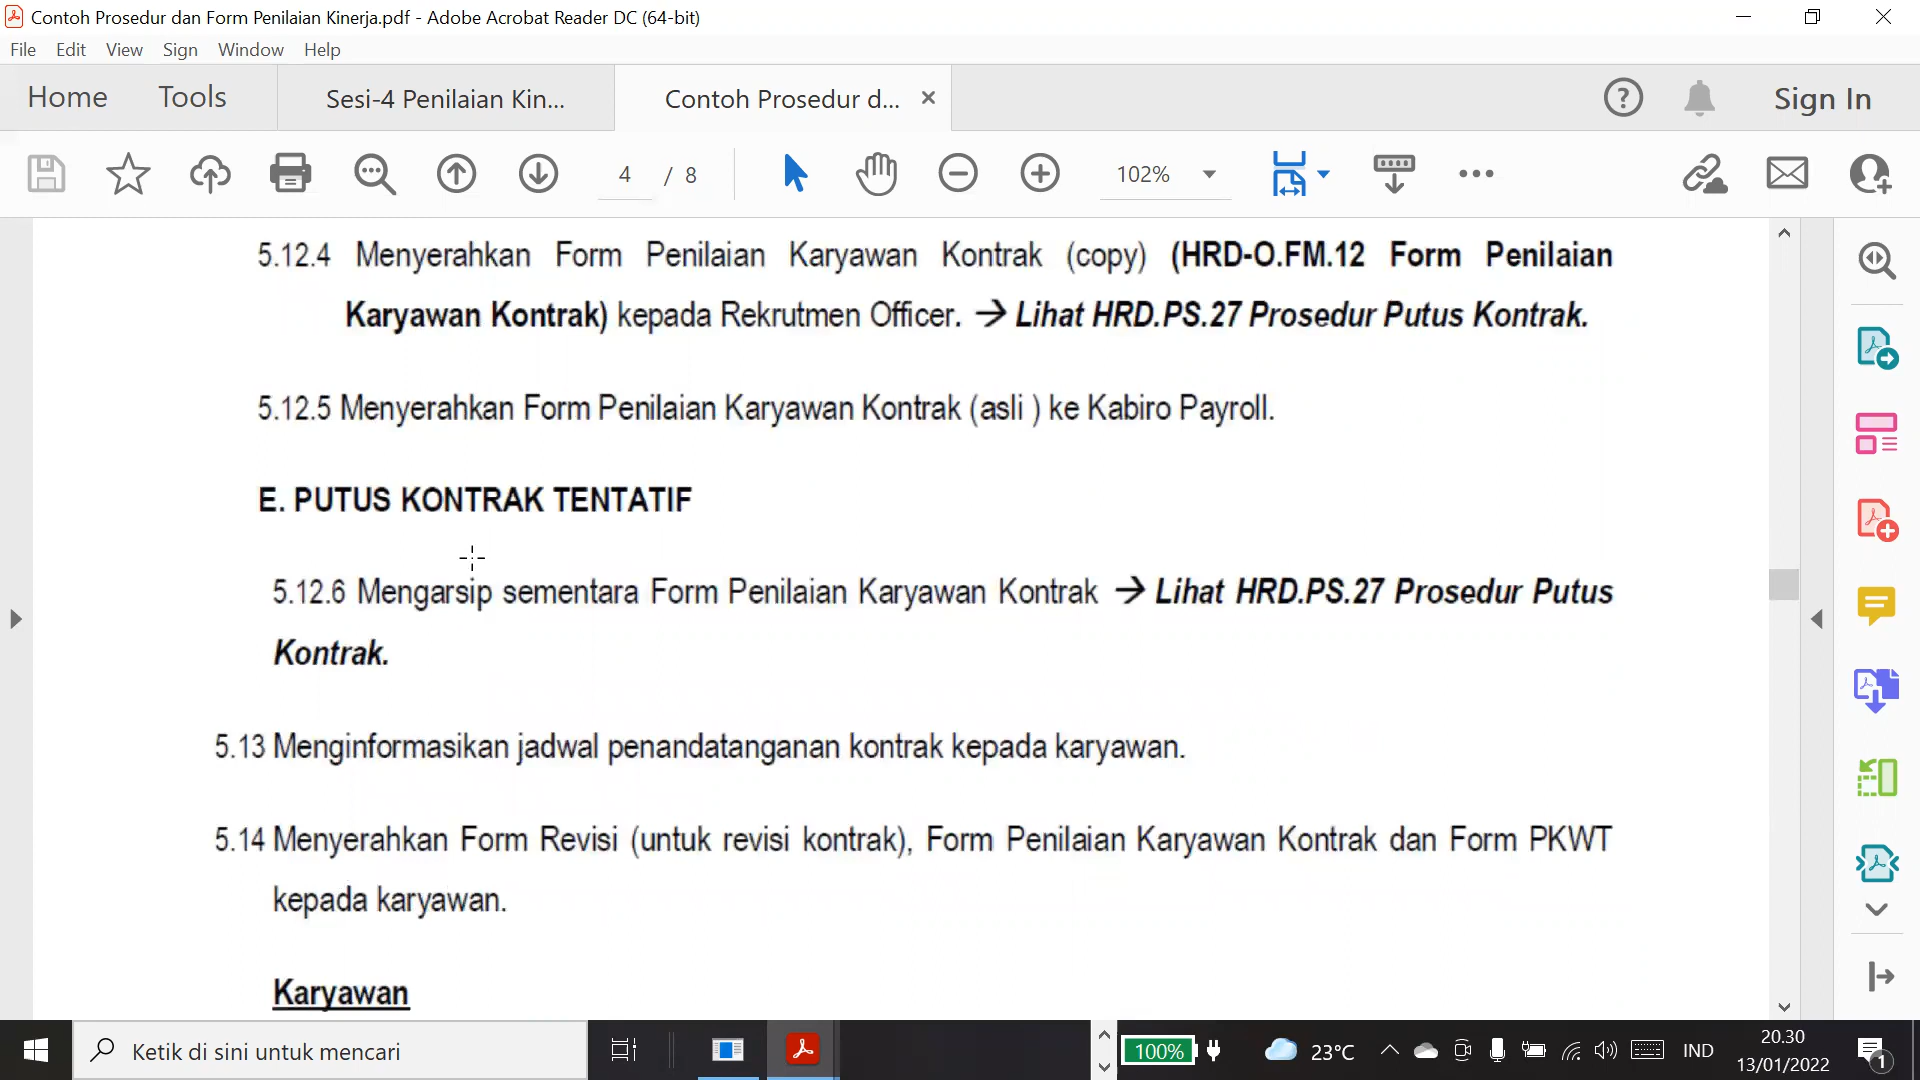 Contoh Prosedur dan Form Penilaian Kinerja.pdf - Adobe Acrobat Reader DC (64-bit)
File Edit View Sign Window Help
Home Tools Sesi-4 Penilaian Kin... Contoh Prosedur d... Sign In
4 / 8 102%
5.12.4 Menyerahkan Form Penilaian Karyawan Kontrak (copy) (HRD-O.FM.12 Form Penilaian
Karyawan Kontrak) kepada Rekrutmen Officer. → Lihat HRD.PS.27 Prosedur Putus Kontrak.
5.12.5 Menyerahkan Form Penilaian Karyawan Kontrak (asli ) ke Kabiro Payroll.
E. PUTUS KONTRAK TENTATIF
5.12.6 Mengarsip sementara Form Penilaian Karyawan Kontrak → Lihat HRD.PS.27 Prosedur Putus
Kontrak.
5.13 Menginformasikan jadwal penandatanganan kontrak kepada karyawan.
5.14 Menyerahkan Form Revisi (untuk revisi kontrak), Form Penilaian Karyawan Kontrak dan Form PKWT
kepada karyawan.
Karyawan
Ketik di sini untuk mencari 100% 23°C IND 20.30
13/01/2022 1